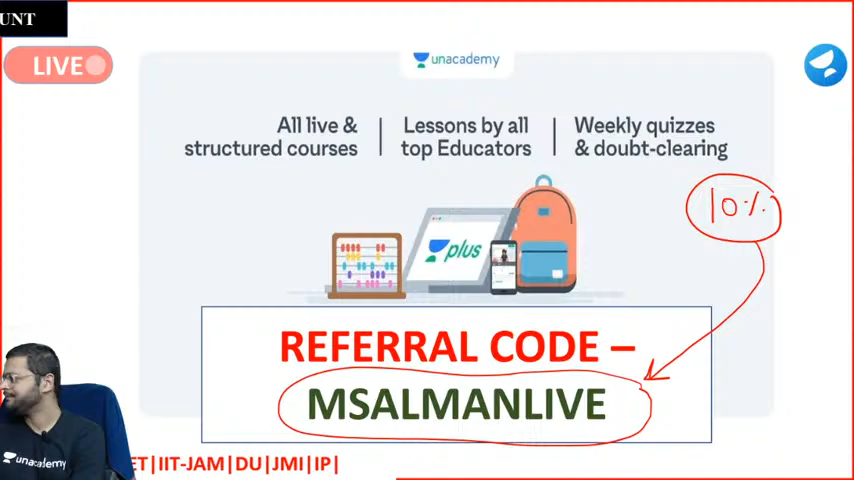 UNT
LIVE
unacademy
All live &
structured courses
Lessons by all
top Educators
Weekly quizzes
& doubt-clearing
10%
plus
REFERRAL CODE –
MSALMANLIVE
unacademy
ET|IIT-JAM|DU|JMI|IP|